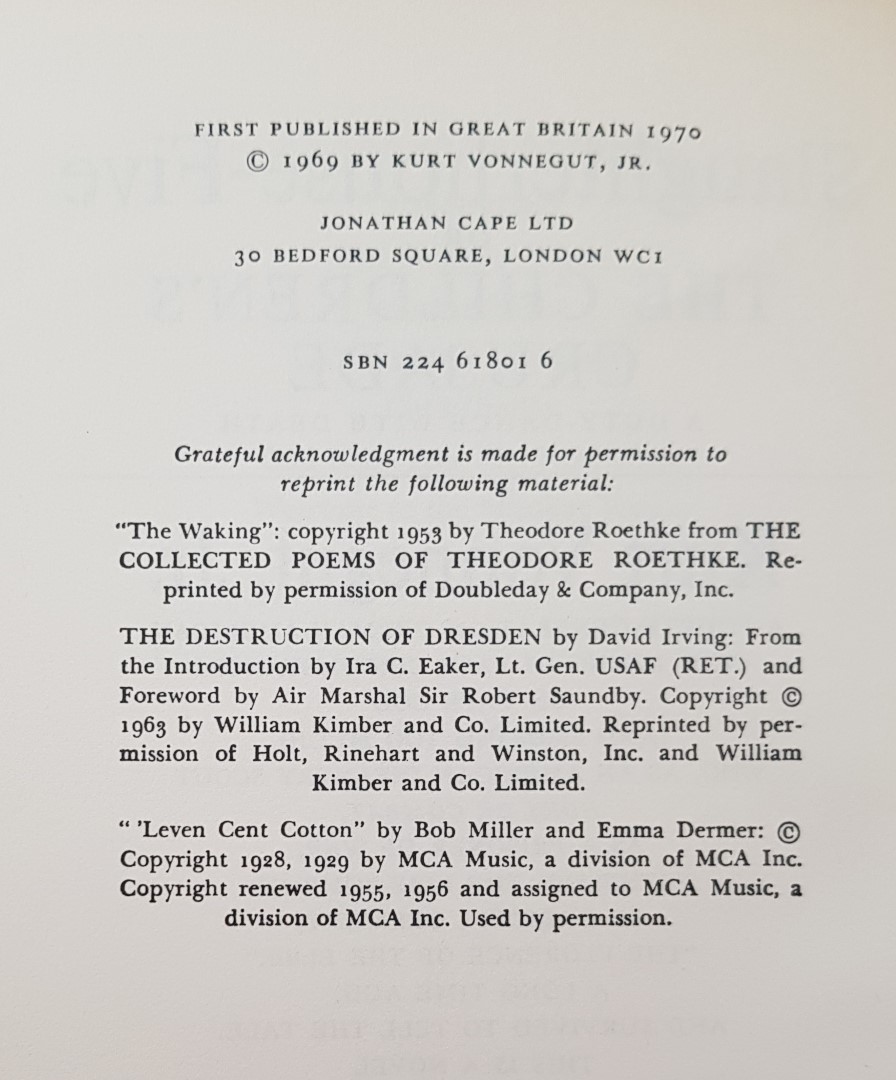 FIRST PUBLISHED IN GREAT BRITAIN 1970
© 1969 BY KURT VONNEGUT, JR.
JONATHAN CAPE LTD
30 BEDFORD SQUARE, LONDON WC1
SBN 224 61801 6
Grateful acknowledgment is made for permission to
reprint the following material:
“The Waking”: copyright 1953 by Theodore Roethke from THE
COLLECTED POEMS OF THEODORE ROETHKE. Re-
printed by permission of Doubleday & Company, Inc.
THE DESTRUCTION OF DRESDEN by David Irving: From
the Introduction by Ira C. Eaker, Lt. Gen. USAF (RET.) and
Foreword by Air Marshal Sir Robert Saundby. Copyright ©
1963 by William Kimber and Co. Limited. Reprinted by per-
mission of Holt, Rinehart and Winston, Inc. and William
Kimber and Co. Limited.
“ ’Leven Cent Cotton” by Bob Miller and Emma Dermer: ©
Copyright 1928, 1929 by MCA Music, a division of MCA Inc.
Copyright renewed 1955, 1956 and assigned to MCA Music, a
division of MCA Inc. Used by permission.